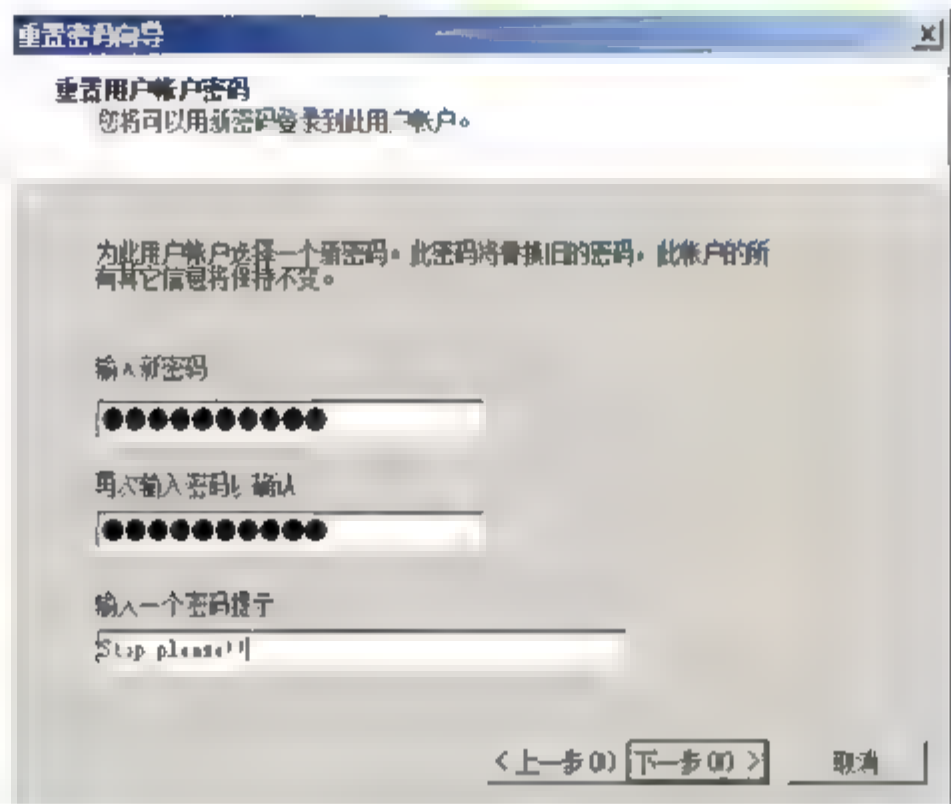 重置密码向导
重置用户帐户密码
您将可以用新密码登录到此用户帐户。
为此用户帐户选择一个新密码。此密码将替换旧的密码。此帐户的所
有其它信息将保持不变。
输入新密码
再次输入密码以确认
输入一个密码提示
Stop please!!
<上一步(B) 下一步(N) > 取消